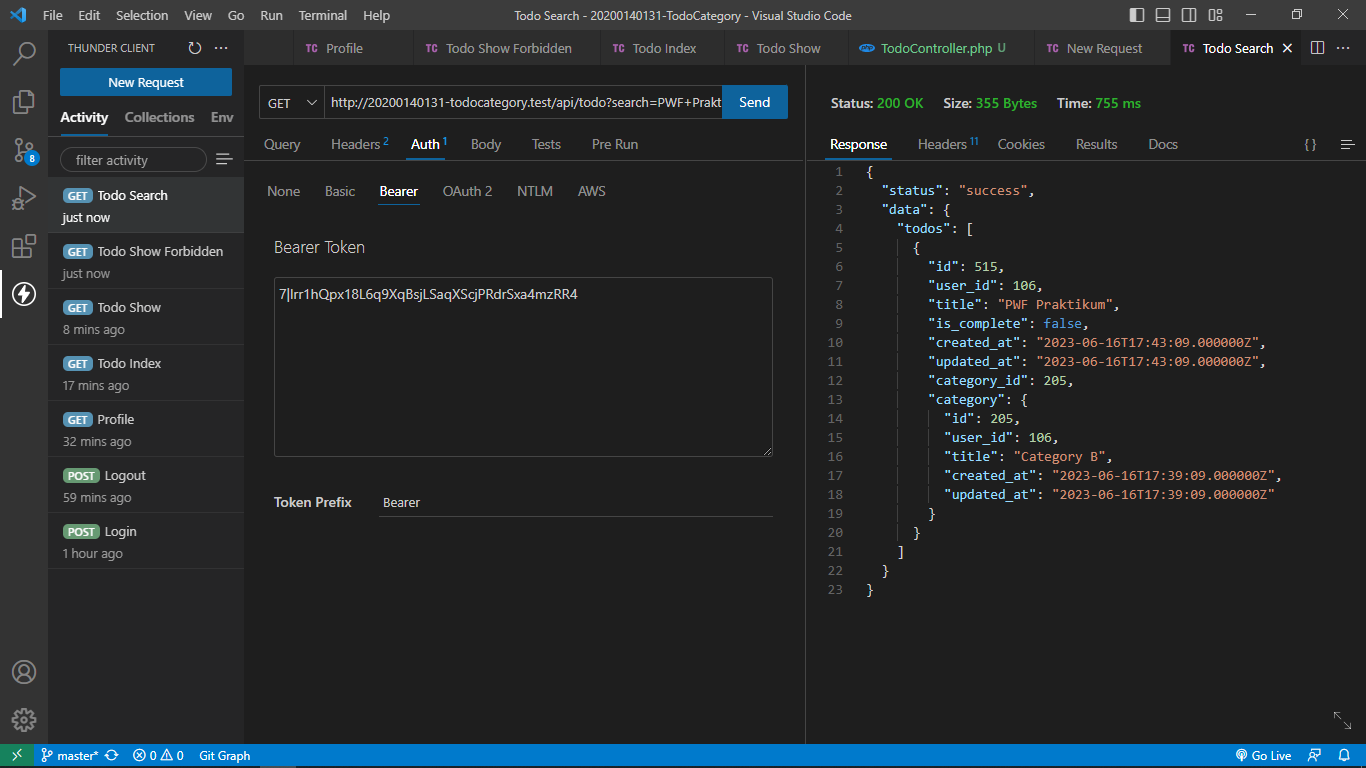 File Edit Selection View Go Run Terminal Help Todo Search - 20200140131-TodoCategory - Visual Studio Code
THUNDER CLIENT
New Request
Activity Collections Env
filter activity
GET Todo Search
just now
GET Todo Show Forbidden
just now
GET Todo Show
8 mins ago
GET Todo Index
17 mins ago
GET Profile
32 mins ago
POST Logout
59 mins ago
POST Login
1 hour ago
8
TC Profile TC Todo Show Forbidden TC Todo Index TC Todo Show TodoController.php U TC New Request TC Todo Search
GET http://20200140131-todocategory.test/api/todo?search=PWF+Prakt Send
Query Headers 2 Auth 1 Body Tests Pre Run
None Basic Bearer OAuth 2 NTLM AWS
Bearer Token
7|Irr1hQpx18L6q9XqBsjLSaqXScjPRdrSxa4mzRR4
Token Prefix Bearer
Status: 200 OK Size: 355 Bytes Time: 755 ms
Response Headers 11 Cookies Results Docs { }
1 {
2 "status": "success",
3 "data": {
4 "todos": [
5 {
6 "id": 515,
7 "user_id": 106,
8 "title": "PWF Praktikum",
9 "is_complete": false,
10 "created_at": "2023-06-16T17:43:09.000000Z",
11 "updated_at": "2023-06-16T17:43:09.000000Z",
12 "category_id": 205,
13 "category": {
14 "id": 205,
15 "user_id": 106,
16 "title": "Category B",
17 "created_at": "2023-06-16T17:39:09.000000Z",
18 "updated_at": "2023-06-16T17:39:09.000000Z"
19 }
20 }
21 ]
22 }
23 }
master* 0 0 Git Graph Go Live